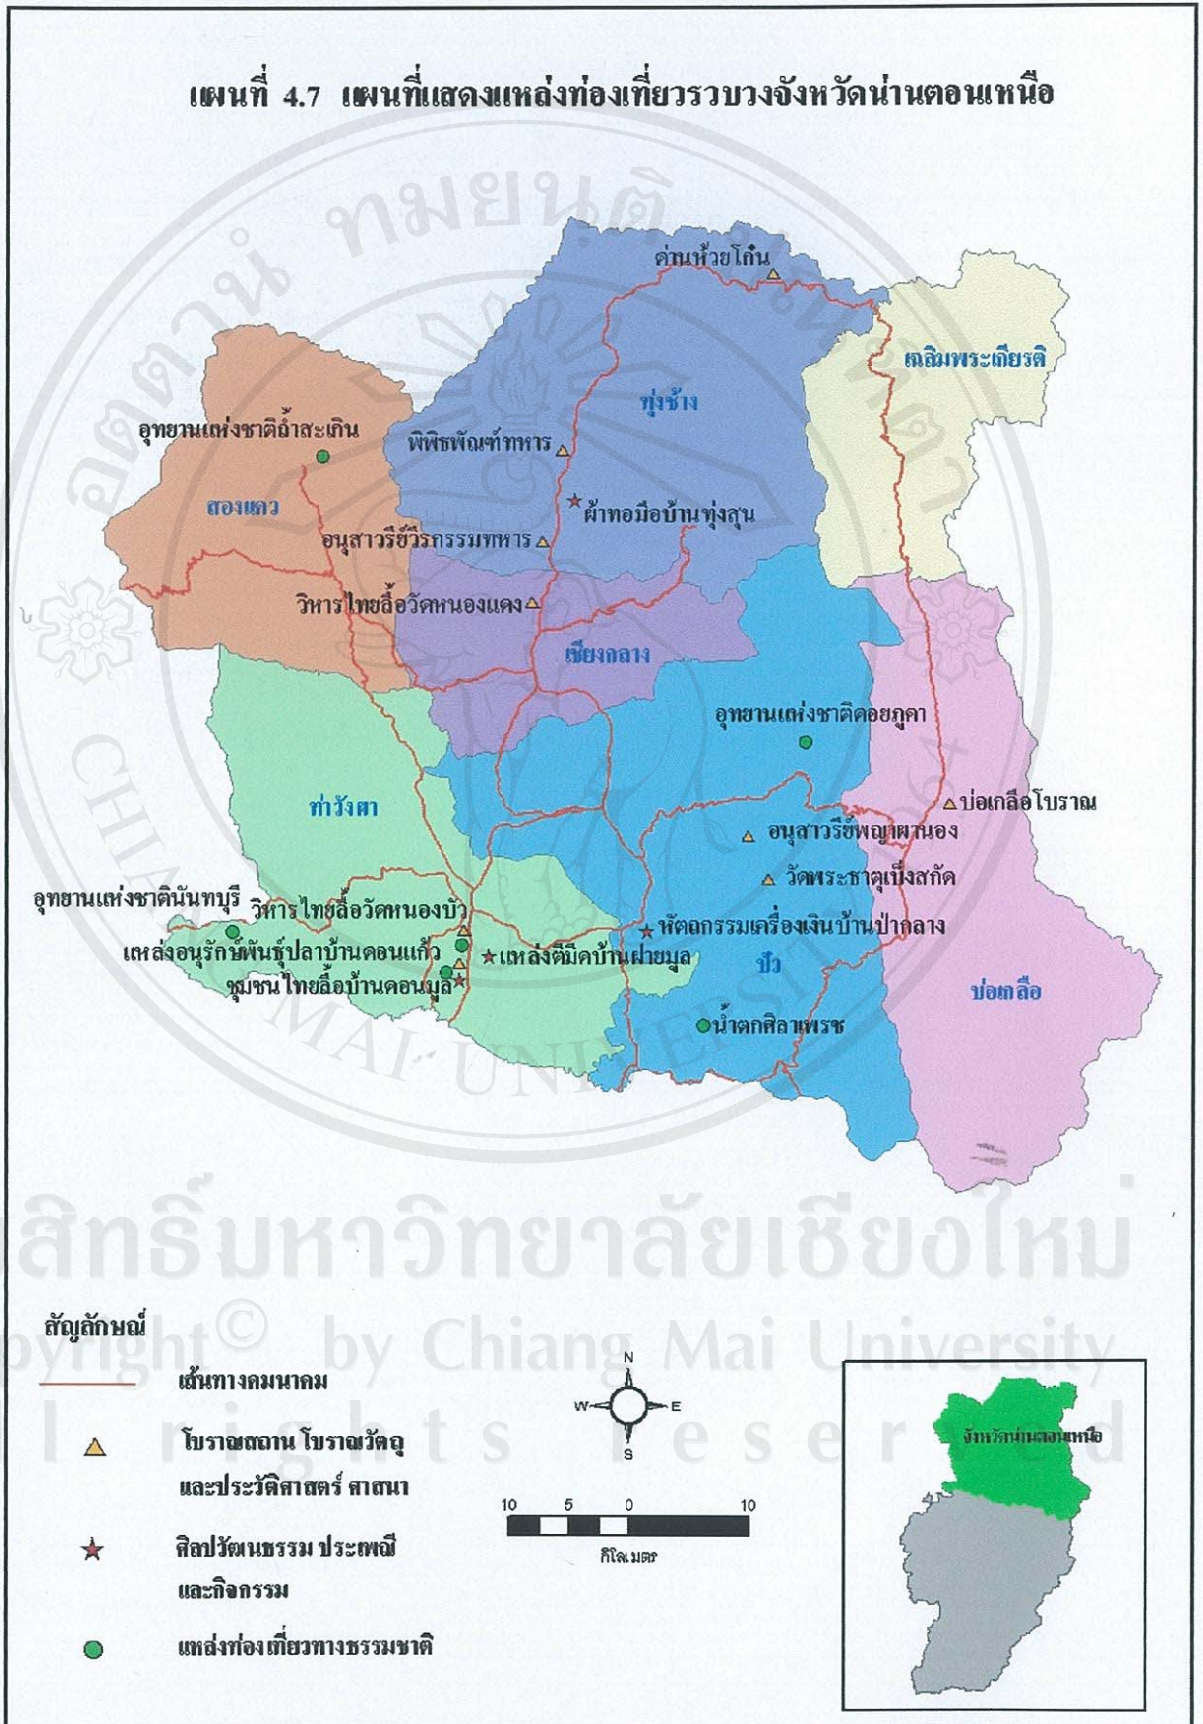 แผนที่ 4.7 แผนที่แสดงแหล่งท่องเที่ยวรวบวงจังหวัดน่านตอนเหนือ
ด่านห้วยโก๋น
เฉลิมพระเกียรติ
ทุ่งช้าง
อุทยานแห่งชาติถ้ำสะเกิน
พิพิธพัณฑ์ทหาร
สองแคว
ผ้าทอมือบ้านทุ่งสุน
อนุสาวรีย์วีรกรรมทหาร
วิหารไทยลื้อวัดหนองแดง
เชียงกลาง
อุทยานแห่งชาติดอยภูคา
ท่าวังผา
บ่อเกลือโบราณ
อนุสาวรีย์พญาผานอง
วัดพระธาตุเบ็งสกัด
อุทยานแห่งชาตินันทบุรี
วิหารไทยลื้อวัดหนองบัว
หัตถกรรมเครื่องเงินบ้านป่ากลาง
แหล่งอนุรักษ์พันธุ์ปลาบ้านดอนแก้ว
แหล่งตีมีดบ้านฝายมูล
ปัว
ชุมชนไทยลื้อบ้านดอนมูล
บ่อเกลือ
น้ำตกศิลาเพรช
CHIANG MAI UNIVERSITY 1964
สิทธิ์มหาวิทยาลัยเชียงใหม่
opyright © by Chiang Mai University
l rights reser ed
สัญลักษณ์
เส้นทางคมนาคม
โบราณสถาน โบราณวัตถุ
และประวัติศาสตร์ ศาสนา
ศิลปวัฒนธรรม ประเพณี
และกิจกรรม
แหล่งท่องเที่ยวทางธรรมชาติ
N
W E
S
10 5 0 10
กิโลเมตร
จังหวัดน่านตอนเหนือ